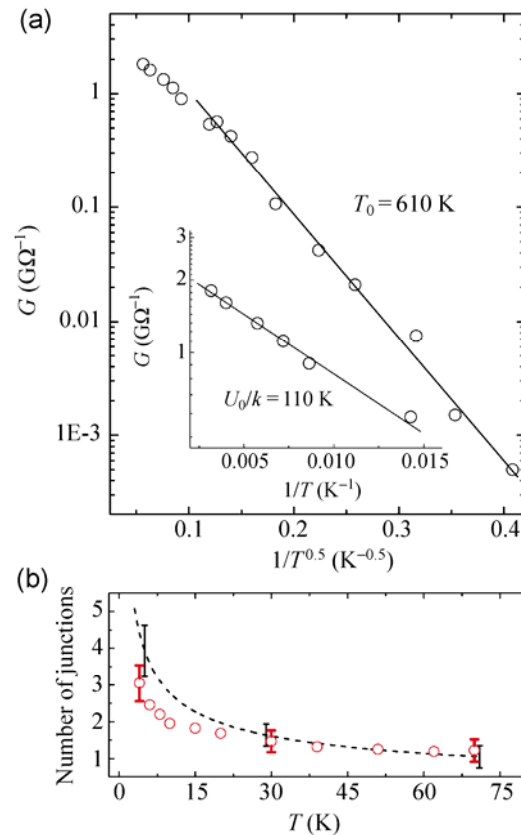 (a)
1
0.1
0.01
1E-3
G (GΩ⁻¹)
T₀ = 610 K
3
2
1
G (GΩ⁻¹)
U₀/k = 110 K
0.005 0.010 0.015
1/T (K⁻¹)
0.1 0.2 0.3 0.4
1/T⁰·⁵ (K⁻⁰·⁵)
(b)
5
4
3
2
1
Number of junctions
0 15 30 45 60 75
T (K)